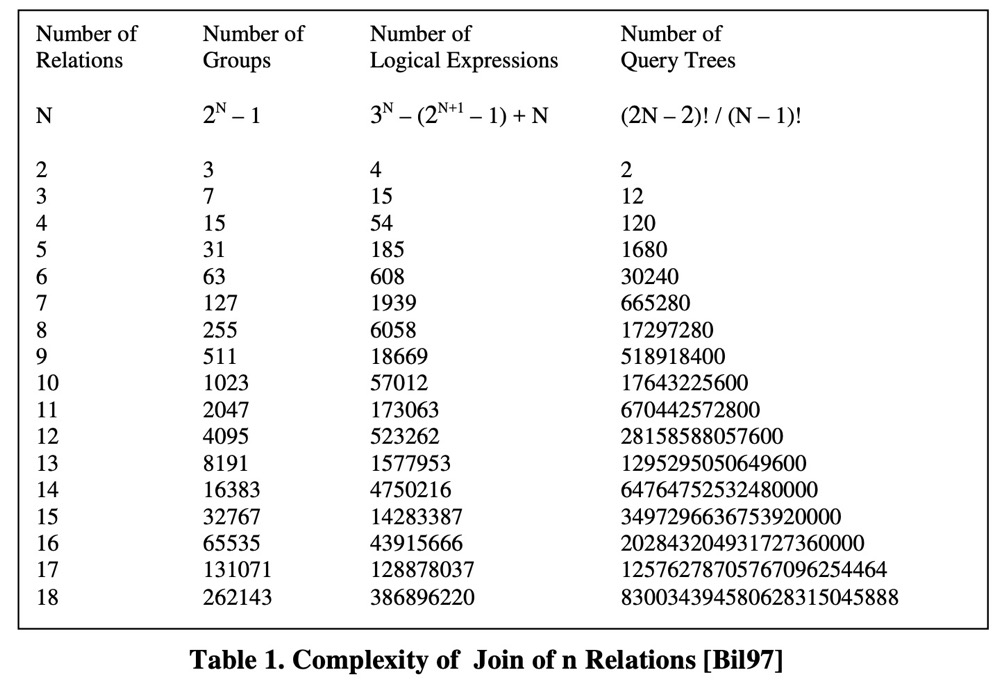 Number of Number of Number of Number of
Relations Groups Logical Expressions Query Trees
N 2^N – 1 3^N – (2^N+1 – 1) + N (2N – 2)! / (N – 1)!
2 3 4 2
3 7 15 12
4 15 54 120
5 31 185 1680
6 63 608 30240
7 127 1939 665280
8 255 6058 17297280
9 511 18669 518918400
10 1023 57012 17643225600
11 2047 173063 670442572800
12 4095 523262 28158588057600
13 8191 1577953 1295295050649600
14 16383 4750216 64764752532480000
15 32767 14283387 3497296636753920000
16 65535 43915666 202843204931727360000
17 131071 128878037 12576278705767096254464
18 262143 386896220 830034394580628315045888
Table 1. Complexity of Join of n Relations [Bil97]